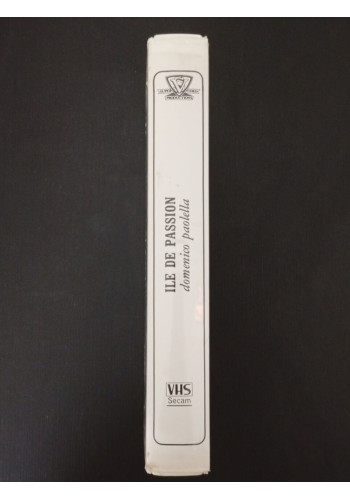 ILE DE PASSION
domenico paolella
VHS
Secam